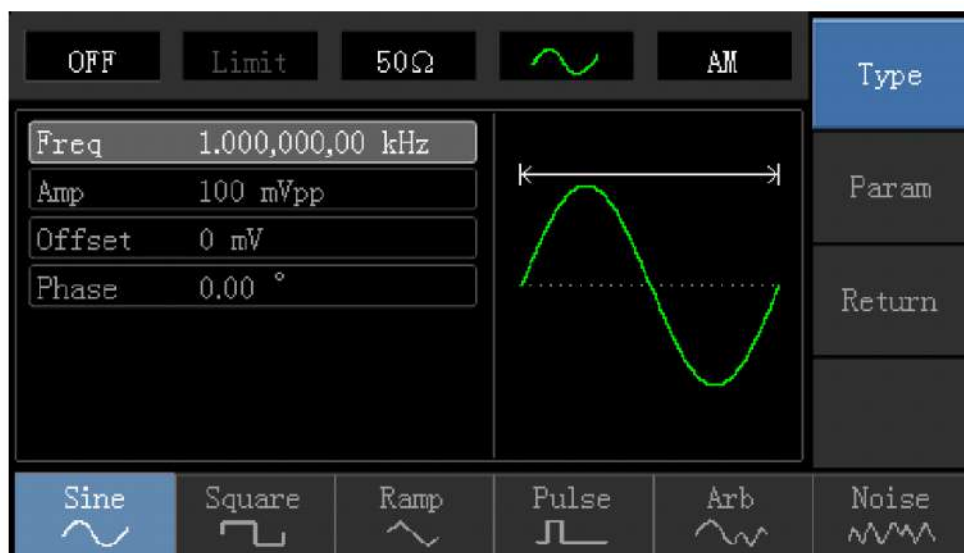 OFF Limit 50Ω AM
Type
Freq 1.000,000,00 kHz
Amp 100 mVpp
Offset 0 mV
Phase 0.00 °
Param
Return
Sine Square Ramp Pulse Arb Noise